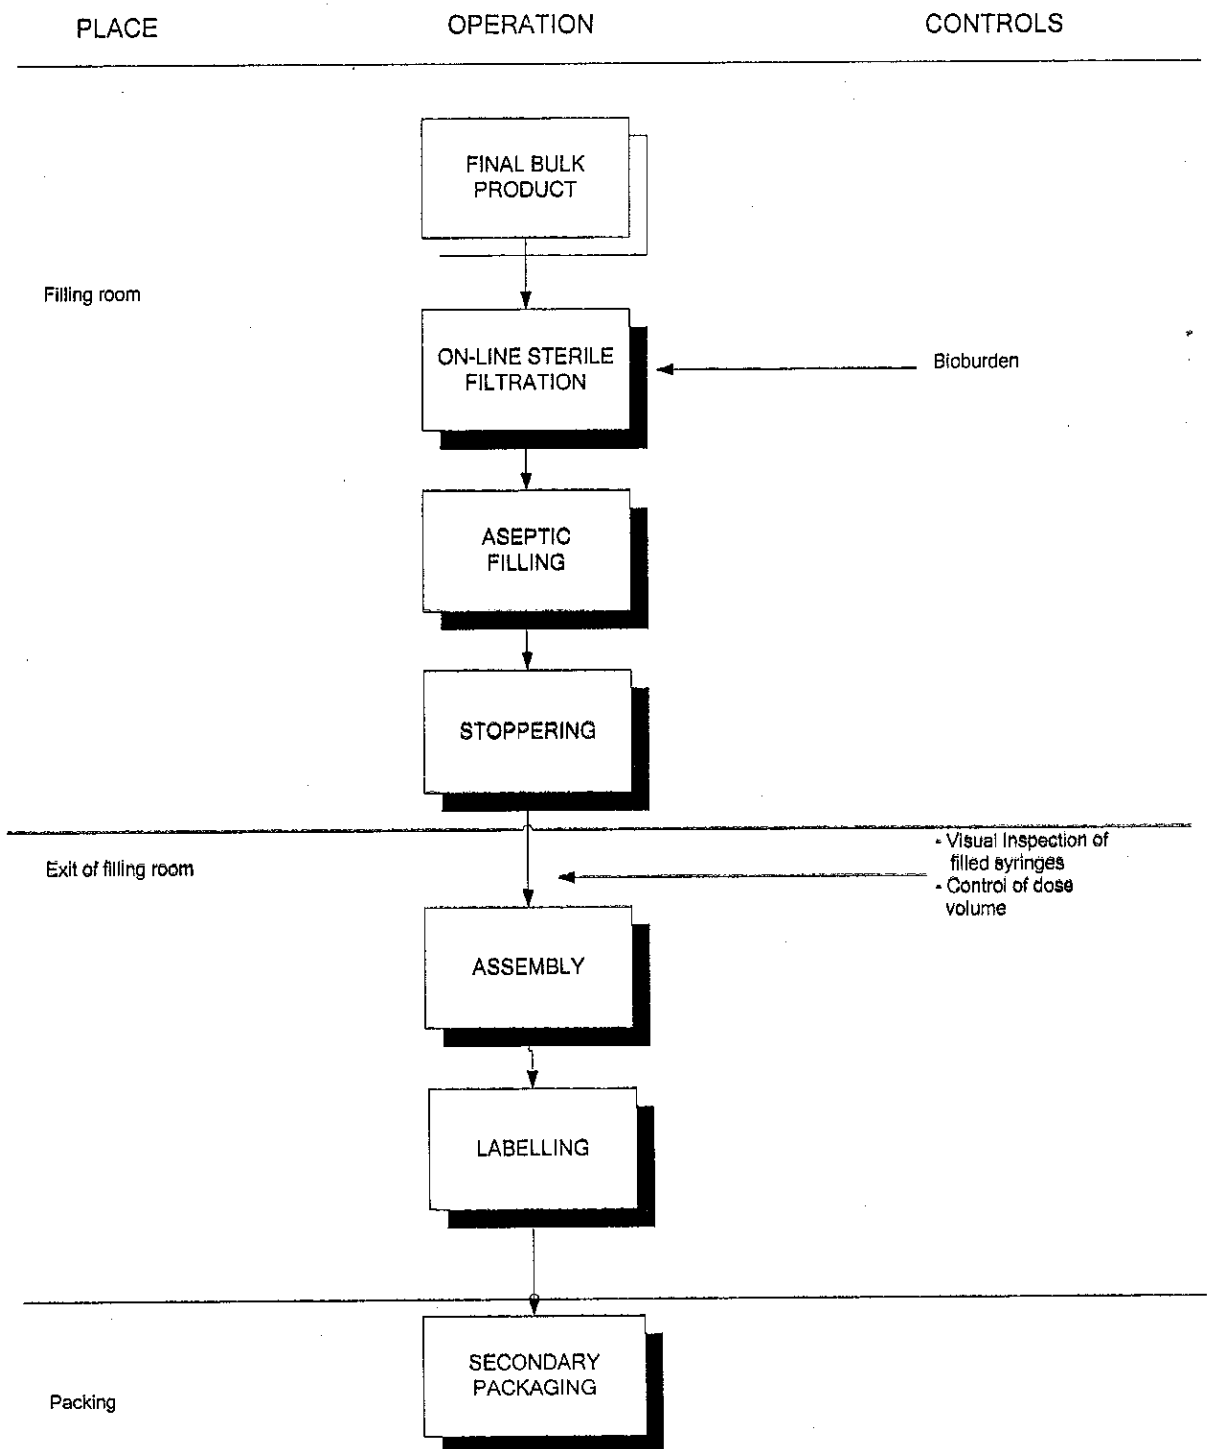 PLACE
OPERATION
CONTROLS
FINAL BULK
PRODUCT
Filling room
ON-LINE STERILE
FILTRATION
Bioburden
ASEPTIC
FILLING
STOPPERING
Exit of filling room
- Visual Inspection of
filled syringes
- Control of dose
volume
ASSEMBLY
LABELLING
SECONDARY
PACKAGING
Packing